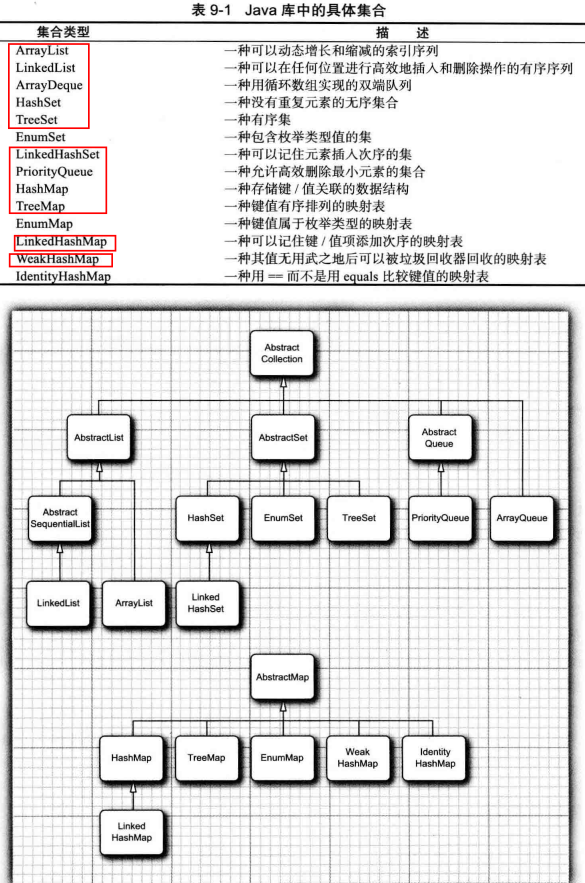 表 9-1 Java 库中的具体集合
集合类型 描 述
ArrayList 一种可以动态增长和缩减的索引序列
LinkedList 一种可以在任何位置进行高效地插入和删除操作的有序序列
ArrayDeque 一种用循环数组实现的双端队列
HashSet 一种没有重复元素的无序集合
TreeSet 一种有序集
EnumSet 一种包含枚举类型值的集
LinkedHashSet 一种可以记住元素插入次序的集
PriorityQueue 一种允许高效删除最小元素的集合
HashMap 一种存储键 / 值关联的数据结构
TreeMap 一种键值有序排列的映射表
EnumMap 一种键值属于枚举类型的映射表
LinkedHashMap 一种可以记住键 / 值项添加次序的映射表
WeakHashMap 一种其值无用武之地后可以被垃圾回收器回收的映射表
IdentityHashMap 一种用 == 而不是用 equals 比较键值的映射表
Abstract
Collection
AbstractList
AbstractSet
Abstract
Queue
Abstract
SequentialList
HashSet
EnumSet
TreeSet
PriorityQueue
ArrayQueue
LinkedList
ArrayList
Linked
HashSet
AbstractMap
HashMap
TreeMap
EnumMap
Weak
HashMap
Identity
HashMap
Linked
HashMap